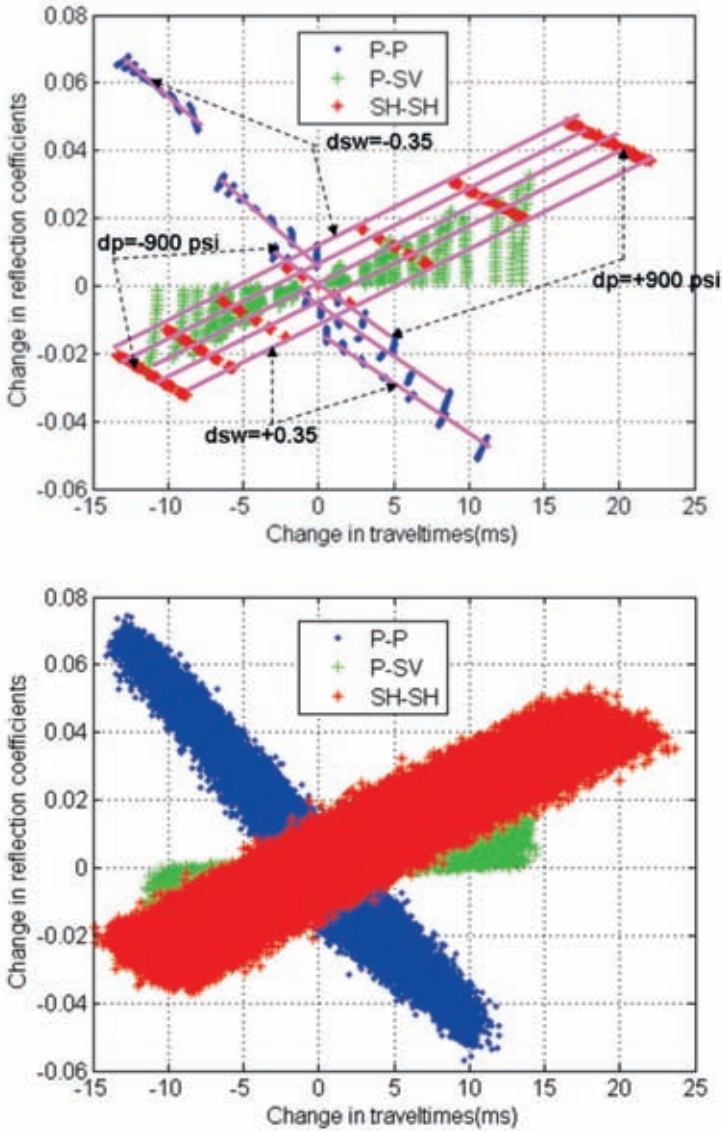 0.08
0.06
0.04
0.02
0
-0.02
-0.04
-0.06
Change in reflection coefficients
P-P
P-SV
SH-SH
dsw=-0.35
dp=-900 psi
dp=+900 psi
dsw=+0.35
-15 -10 -5 0 5 10 15 20 25
Change in traveltimes(ms)
0.08
0.06
0.04
0.02
0
-0.02
-0.04
-0.06
Change in reflection coefficients
P-P
P-SV
SH-SH
-15 -10 -5 0 5 10 15 20 25
Change in traveltimes(ms)